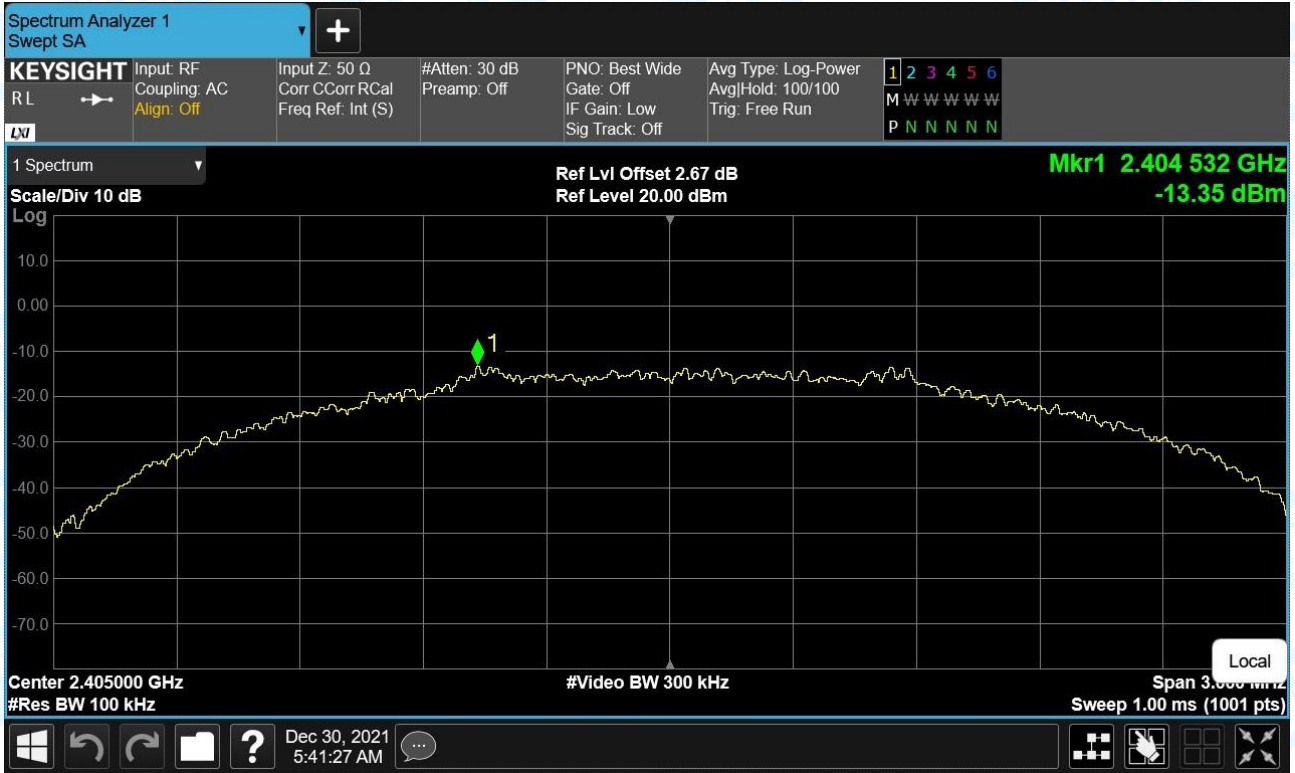 Spectrum Analyzer 1
Swept SA
KEYSIGHT
R L
LXI
Input: RF
Coupling: AC
Align: Off
Input Z: 50 Ω
Corr CCorr RCal
Freq Ref: Int (S)
#Atten: 30 dB
Preamp: Off
PNO: Best Wide
Gate: Off
IF Gain: Low
Sig Track: Off
Avg Type: Log-Power
Avg|Hold: 100/100
Trig: Free Run
1 2 3 4 5 6
M W W W W W W
P N N N N N
1 Spectrum
Scale/Div 10 dB
Log
Ref Lvl Offset 2.67 dB
Ref Level 20.00 dBm
Mkr1 2.404 532 GHz
-13.35 dBm
10.0
0.00
-10.0
-20.0
-30.0
-40.0
-50.0
-60.0
-70.0
1
Local
Center 2.405000 GHz
#Video BW 300 kHz
Span 3.000 MHz
#Res BW 100 kHz
Sweep 1.00 ms (1001 pts)
?
Dec 30, 2021
5:41:27 AM